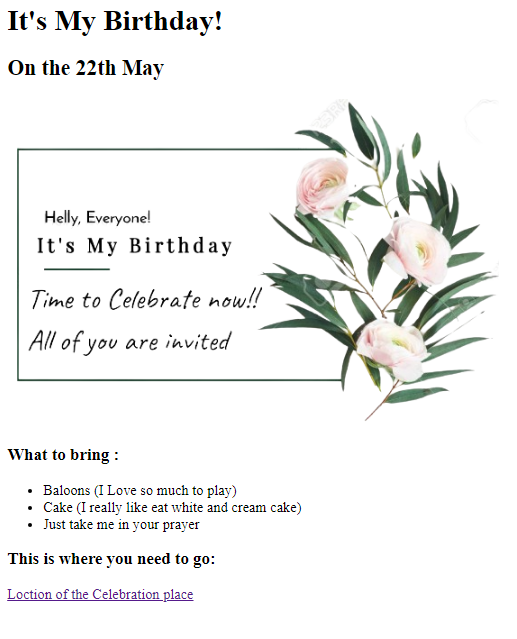 It's My Birthday!
On the 22th May
Helly, Everyone!
It's My Birthday
Time to Celebrate now!!
All of you are invited
What to bring :
Baloons (I Love so much to play)
Cake (I really like eat white and cream cake)
Just take me in your prayer
This is where you need to go:
Loction of the Celebration place